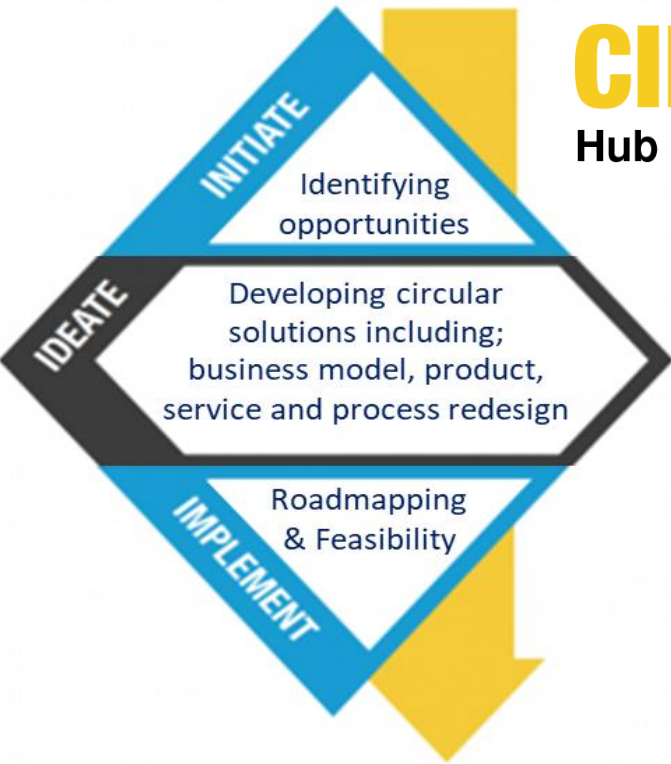 INITIATE
Identifying
opportunities
Hub
IDEATE
Developing circular
solutions including;
business model, product,
service and process redesign
IMPLEMENT
Roadmapping
& Feasibility